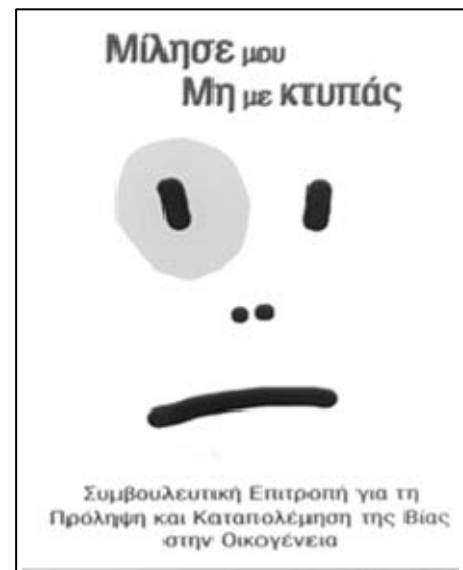 Μίλησε μου
Μη με κτυπάς
Συμβουλευτική Επιτροπή για τη
Πρόληψη και Καταπολέμηση της Βίας
στην Οικογένεια